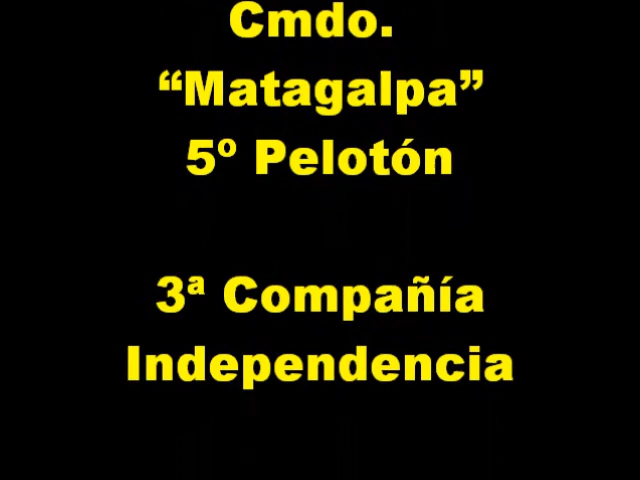 Cmdo.
“Matagalpa”
5º Pelotón
3ª Compañía
Independencia